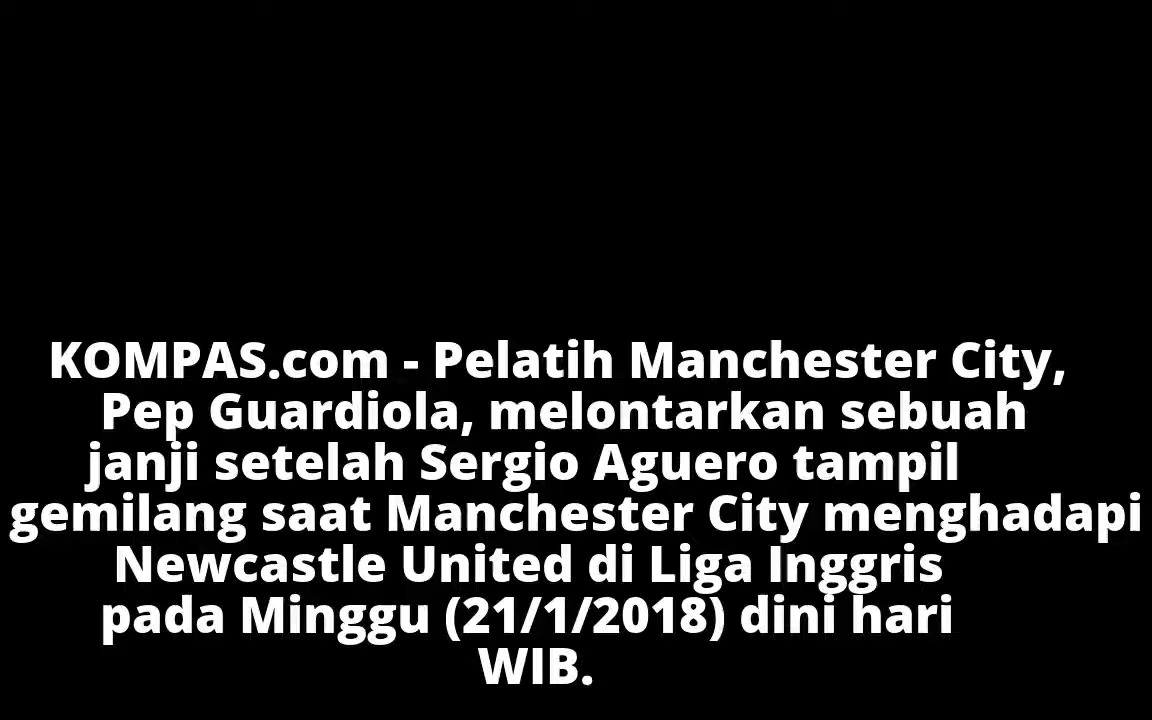 KOMPAS.com - Pelatih Manchester City,
Pep Guardiola, melontarkan sebuah
janji setelah Sergio Aguero tampil
gemilang saat Manchester City menghadapi
Newcastle United di Liga Inggris
pada Minggu (21/1/2018) dini hari
WIB.